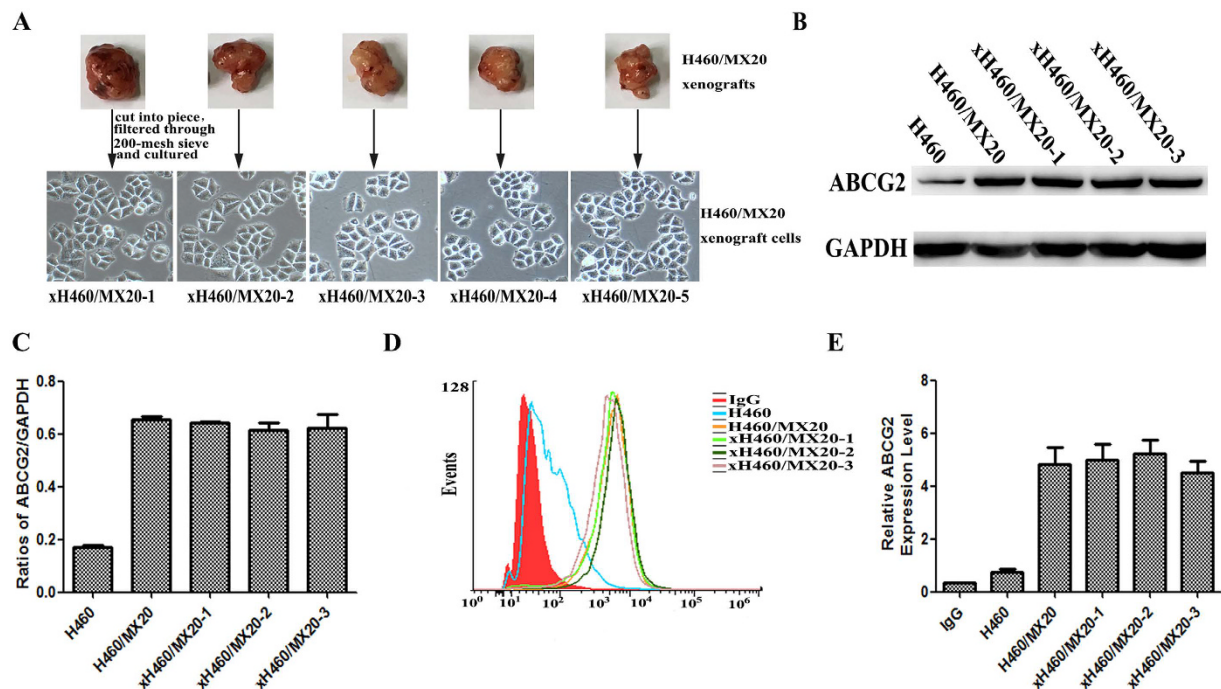 A
H460/MX20
xenografts
cut into piece,
filtered through
200-mesh sieve
and cultured
H460/MX20
xenograft cells
xH460/MX20-1
xH460/MX20-2
xH460/MX20-3
xH460/MX20-4
xH460/MX20-5
B
H460
H460/MX20
xH460/MX20-1
xH460/MX20-2
xH460/MX20-3
ABCG2
GAPDH
C
Ratios of ABCG2/GAPDH
0.8
0.6
0.4
0.2
0.0
H460
H460/MX20
xH460/MX20-1
xH460/MX20-2
xH460/MX20-3
D
128
Events
IgG
H460
H460/MX20
xH460/MX20-1
xH460/MX20-2
xH460/MX20-3
10⁰ 10¹ 10² 10³ 10⁴ 10⁵ 10⁶
E
Relative ABCG2
Expression Level
8
6
4
2
0
IgG
H460
H460/MX20
xH460/MX20-1
xH460/MX20-2
xH460/MX20-3